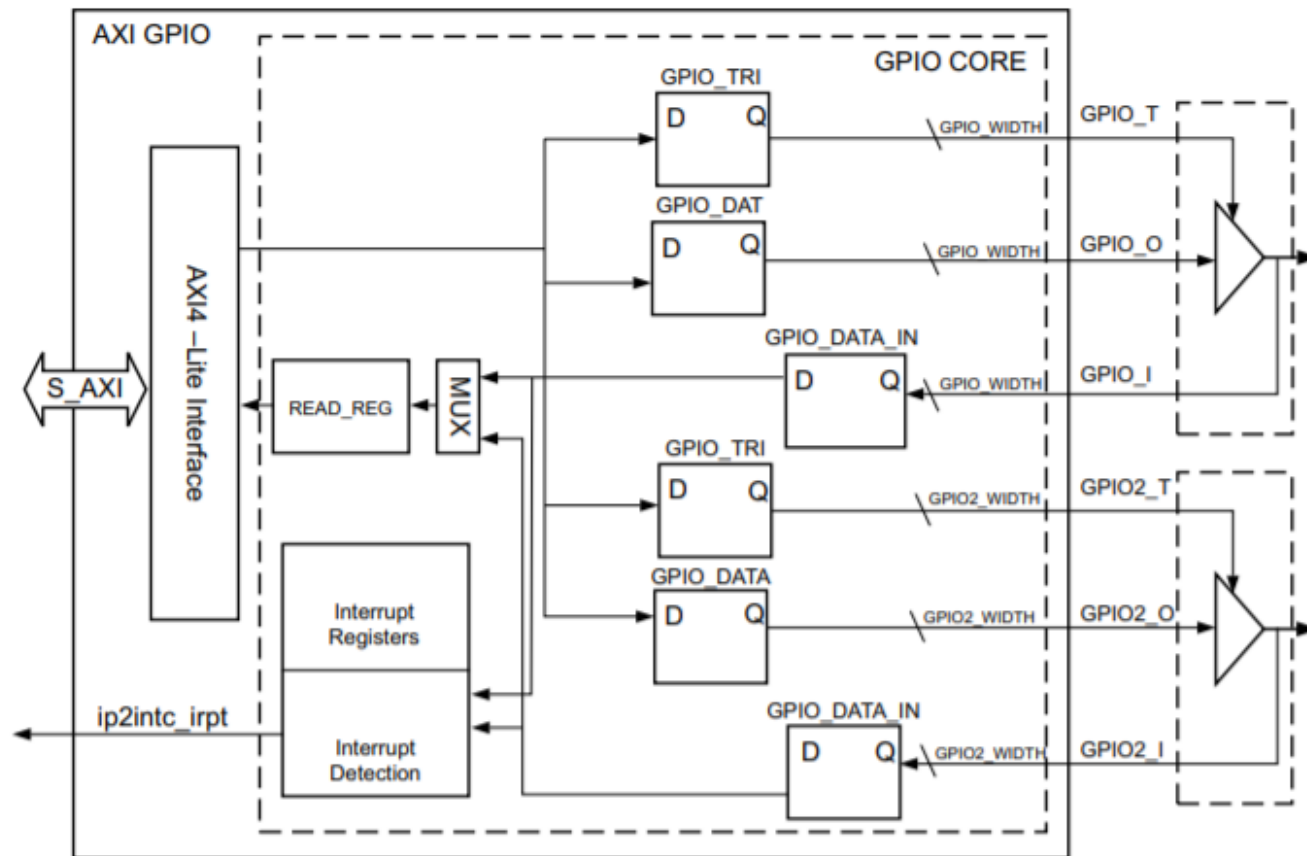 AXI GPIO
GPIO CORE
GPIO_TRI
D Q
GPIO_WIDTH
GPIO_T
GPIO_DAT
D Q
GPIO_WIDTH
GPIO_O
AXI4 –Lite Interface
S_AXI
READ_REG
MUX
GPIO_DATA_IN
D Q
GPIO_WIDTH
GPIO_I
GPIO_TRI
D Q
GPIO2_WIDTH
GPIO2_T
Interrupt
Registers
GPIO_DATA
D Q
GPIO2_WIDTH
GPIO2_O
ip2intc_irpt
Interrupt
Detection
GPIO_DATA_IN
D Q
GPIO2_WIDTH
GPIO2_I